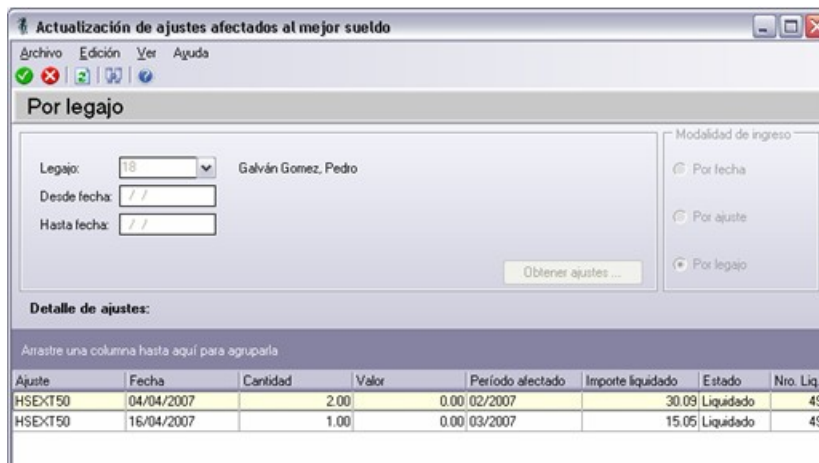 Actualización de ajustes afectados al mejor sueldo
Archivo Edición Ver Ayuda
Por legajo
Modalidad de ingreso
Legajo: 18 Galván Gomez, Pedro
Por fecha
Desde fecha: / /
Por ajuste
Hasta fecha: / /
Por legajo
Obtener ajustes ...
Detalle de ajustes:
Arrastre una columna hasta aquí para agruparla
Ajuste Fecha Cantidad Valor Período afectado Importe liquidado Estado Nro. Liq.
HSEXT50 04/04/2007 2.00 0.00 02/2007 30.09 Liquidado
HSEXT50 16/04/2007 1.00 0.00 03/2007 15.05 Liquidado